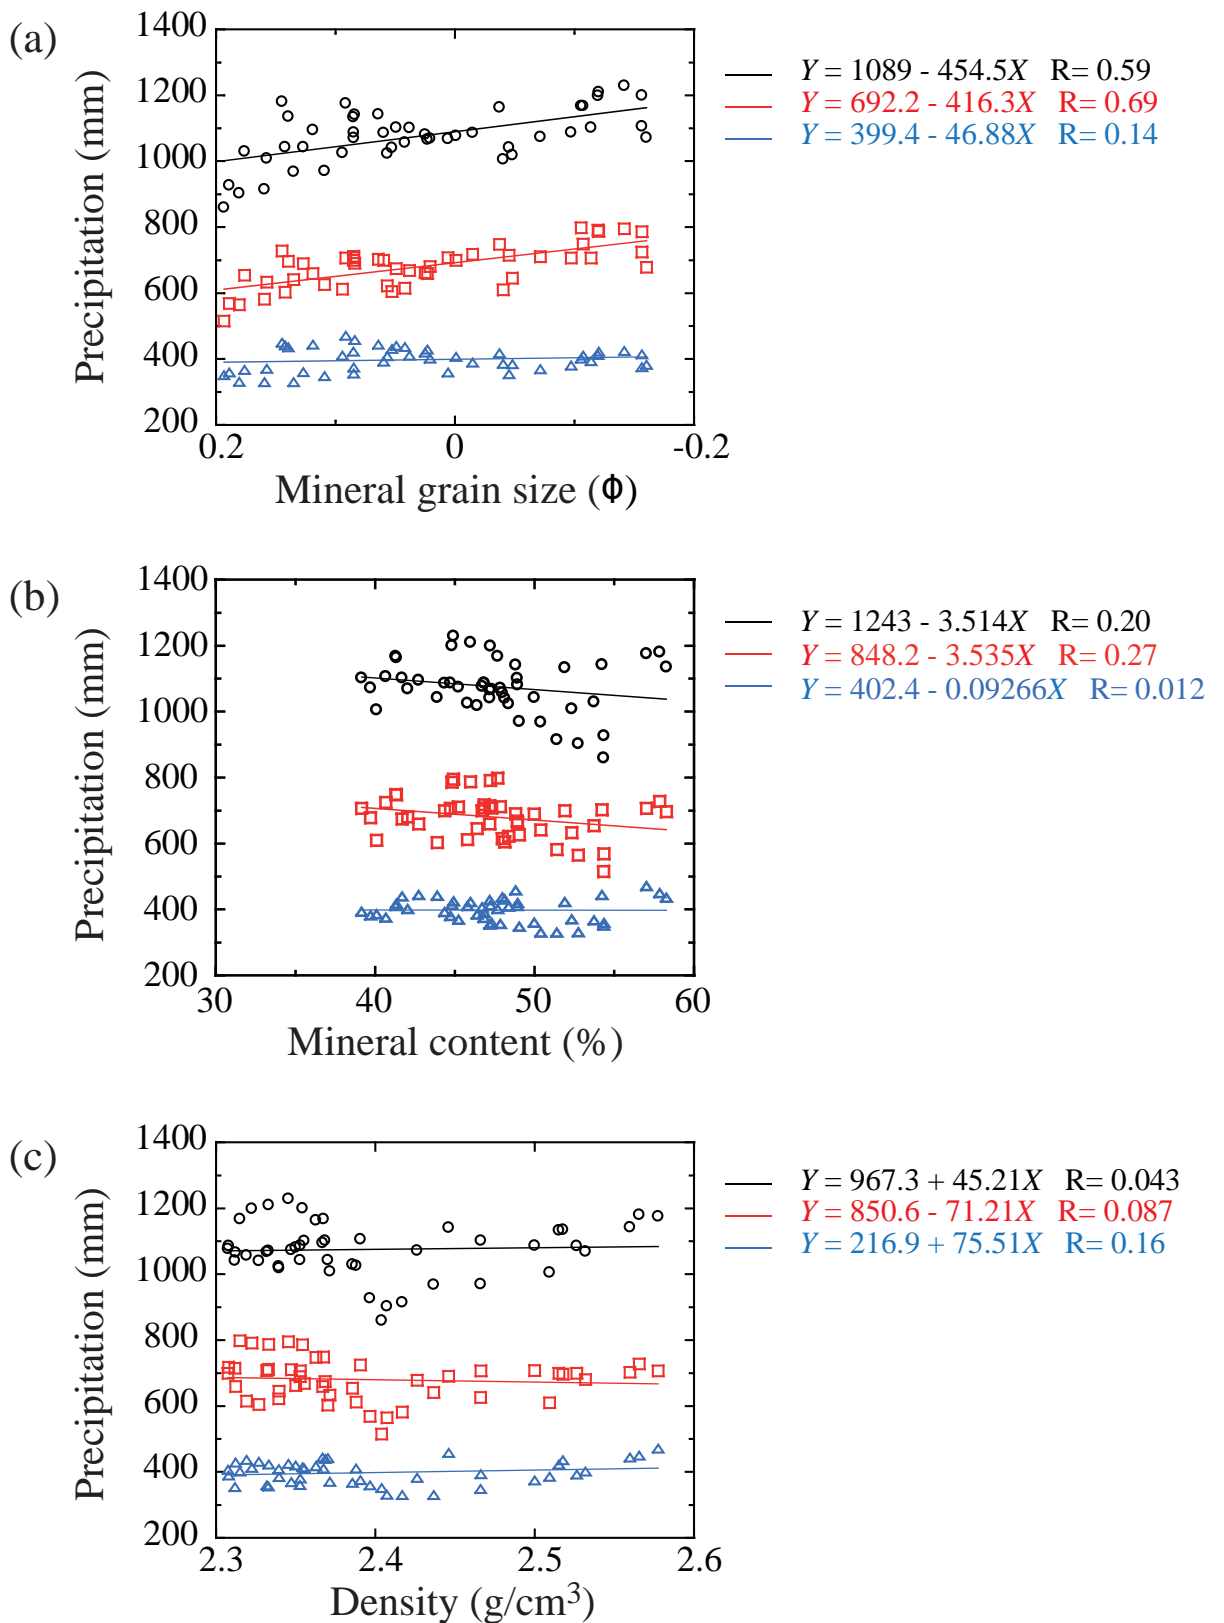 (a)
Precipitation (mm)
1400
1200
1000
800
600
400
200
0.2 0 -0.2
Mineral grain size (Φ)
Y = 1089 - 454.5X R= 0.59
Y = 692.2 - 416.3X R= 0.69
Y = 399.4 - 46.88X R= 0.14
(b)
Precipitation (mm)
1400
1200
1000
800
600
400
200
30 40 50 60
Mineral content (%)
Y = 1243 - 3.514X R= 0.20
Y = 848.2 - 3.535X R= 0.27
Y = 402.4 - 0.09266X R= 0.012
(c)
Precipitation (mm)
1400
1200
1000
800
600
400
200
2.3 2.4 2.5 2.6
Density (g/cm³)
Y = 967.3 + 45.21X R= 0.043
Y = 850.6 - 71.21X R= 0.087
Y = 216.9 + 75.51X R= 0.16